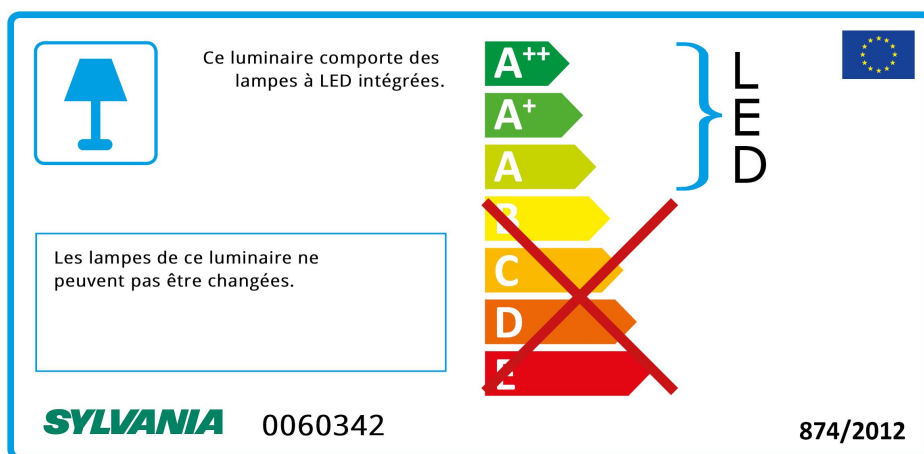 Ce luminaire comporte des
lampes à LED intégrées.
A++
A+
A
B
C
D
E
LED
Les lampes de ce luminaire ne
peuvent pas être changées.
SYLVANIA 0060342
874/2012